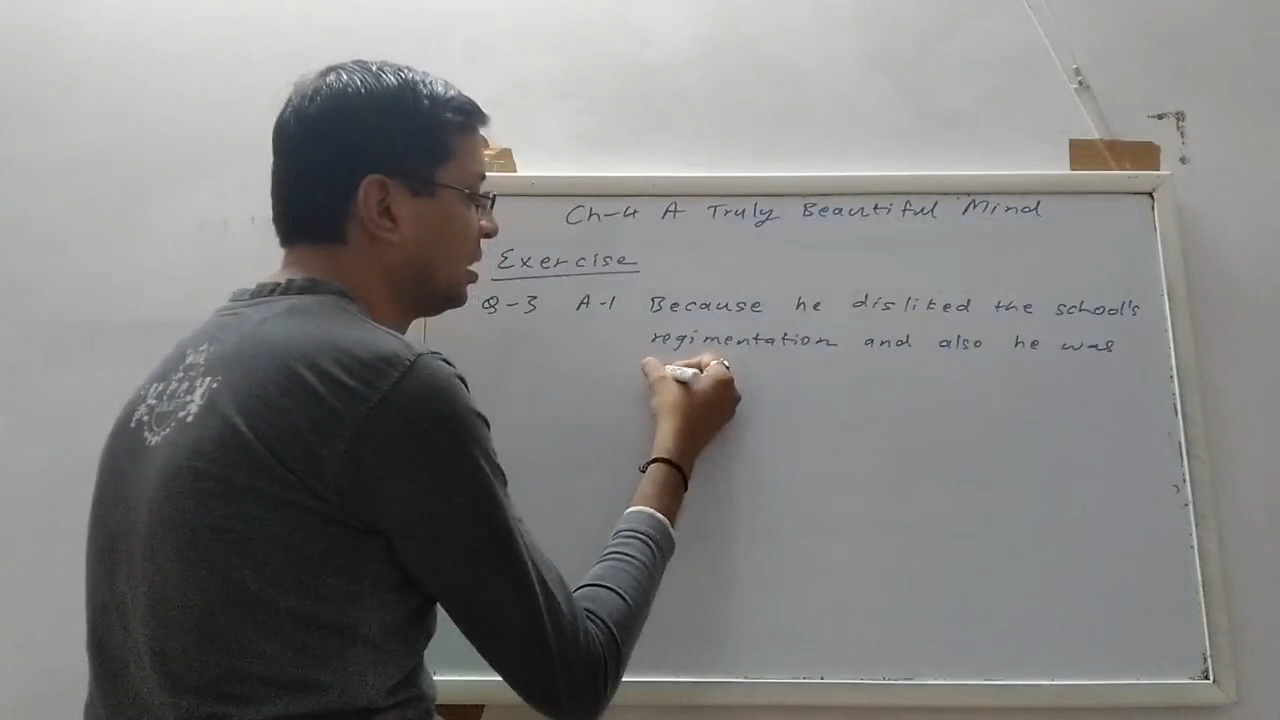 Ch-4 A Truly Beautiful Mind
Exercise
Q-3 A-1 Because he disliked the school's
regimentation and also he was